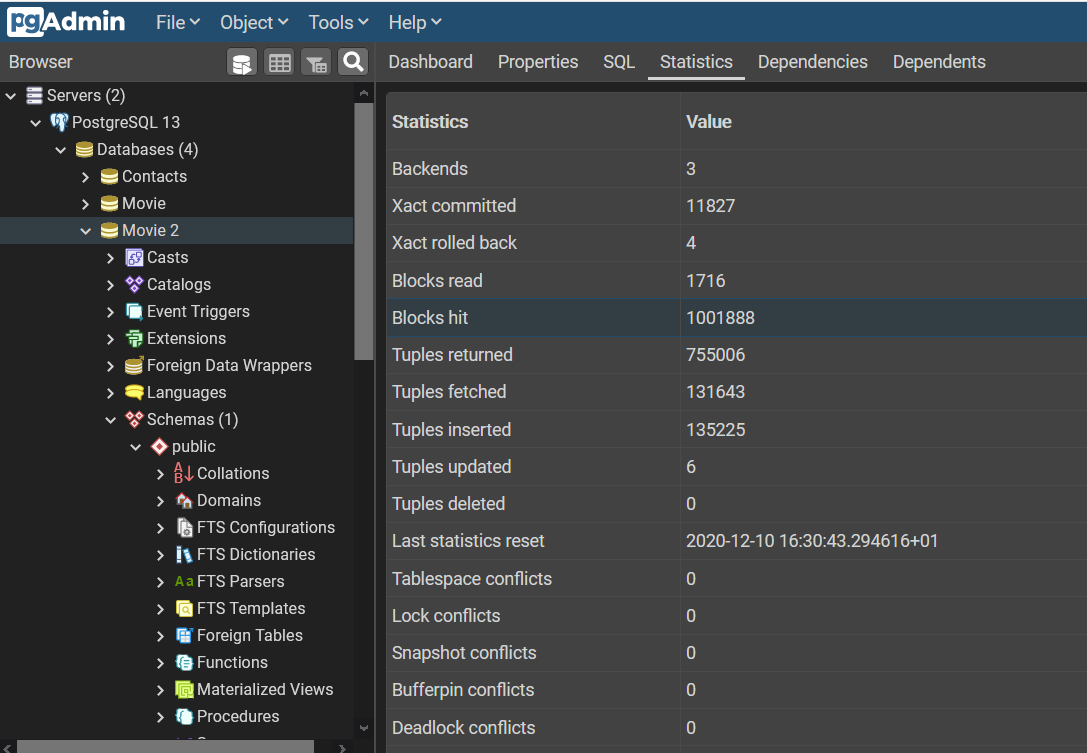 pgAdmin File Object Tools Help
Browser
Dashboard Properties SQL Statistics Dependencies Dependents
Servers (2)
PostgreSQL 13
Databases (4)
Contacts
Movie
Movie 2
Casts
Catalogs
Event Triggers
Extensions
Foreign Data Wrappers
Languages
Schemas (1)
public
Collations
Domains
FTS Configurations
FTS Dictionaries
Aa FTS Parsers
FTS Templates
Foreign Tables
Functions
Materialized Views
Procedures
Statistics Value
Backends 3
Xact committed 11827
Xact rolled back 4
Blocks read 1716
Blocks hit 1001888
Tuples returned 755006
Tuples fetched 131643
Tuples inserted 135225
Tuples updated 6
Tuples deleted 0
Last statistics reset 2020-12-10 16:30:43.294616+01
Tablespace conflicts 0
Lock conflicts 0
Snapshot conflicts 0
Bufferpin conflicts 0
Deadlock conflicts 0